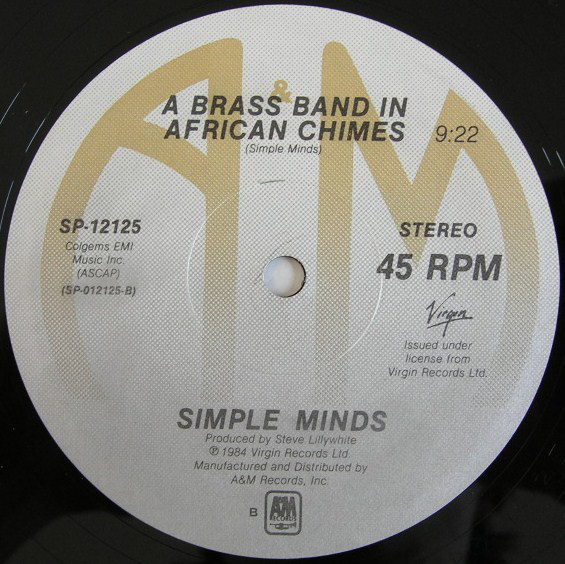 &
A BRASS BAND IN
AFRICAN CHIMES 9:22
(Simple Minds)
SP-12125
Colgems EMI
Music Inc.
(ASCAP)
(SP-012125-B)
STEREO
45 RPM
Virgin
Issued under
license from
Virgin Records Ltd.
SIMPLE MINDS
Produced by Steve Lillywhite
℗ 1984 Virgin Records Ltd.
Manufactured and Distributed by
A&M Records, Inc.
B
A&M
RECORDS